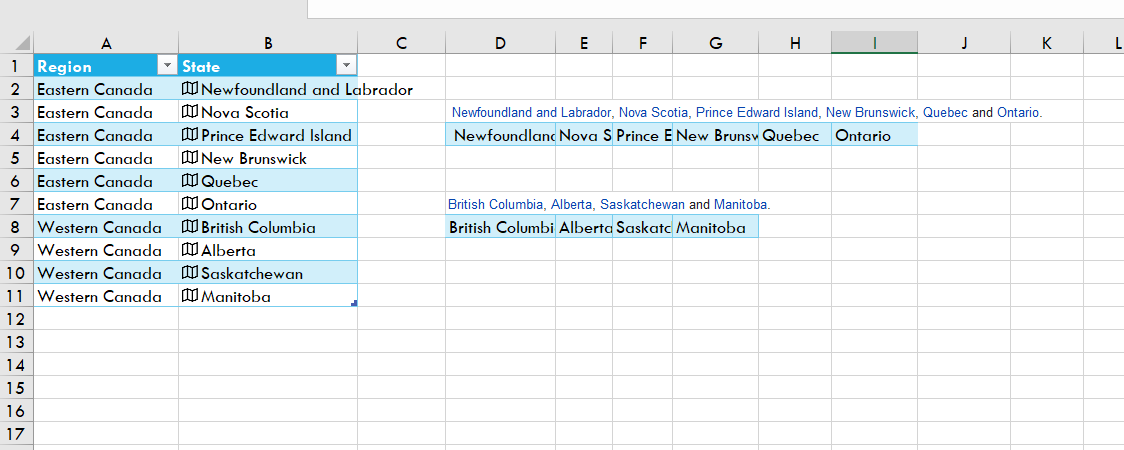 A B C D E F G H I J K L
1 Region State
2 Eastern Canada Newfoundland and Labrador
3 Eastern Canada Nova Scotia Newfoundland and Labrador, Nova Scotia, Prince Edward Island, New Brunswick, Quebec and Ontario.
4 Eastern Canada Prince Edward Island Newfoundland Nova S Prince E New Brunsw Quebec Ontario
5 Eastern Canada New Brunswick
6 Eastern Canada Quebec
7 Eastern Canada Ontario British Columbia, Alberta, Saskatchewan and Manitoba.
8 Western Canada British Columbia British Columbi Alberta Saskatc Manitoba
9 Western Canada Alberta
10 Western Canada Saskatchewan
11 Western Canada Manitoba
12
13
14
15
16
17